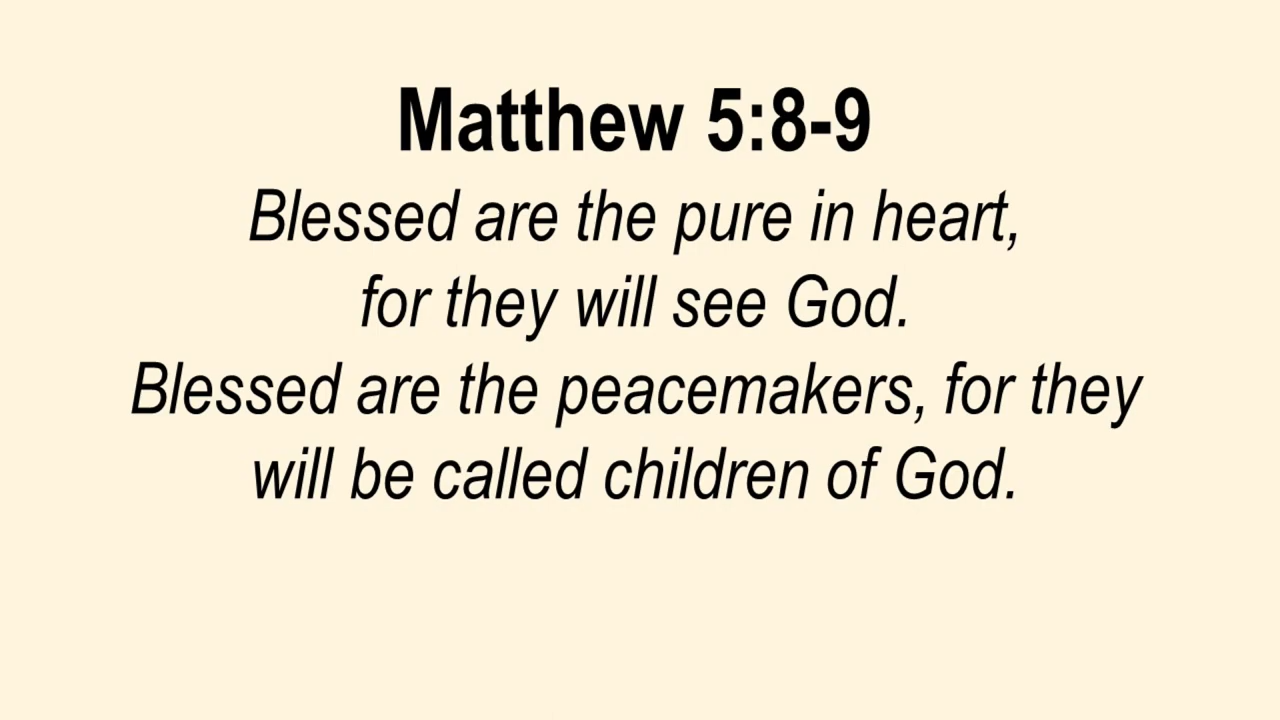 Matthew 5:8-9
Blessed are the pure in heart,
for they will see God.
Blessed are the peacemakers, for they
will be called children of God.